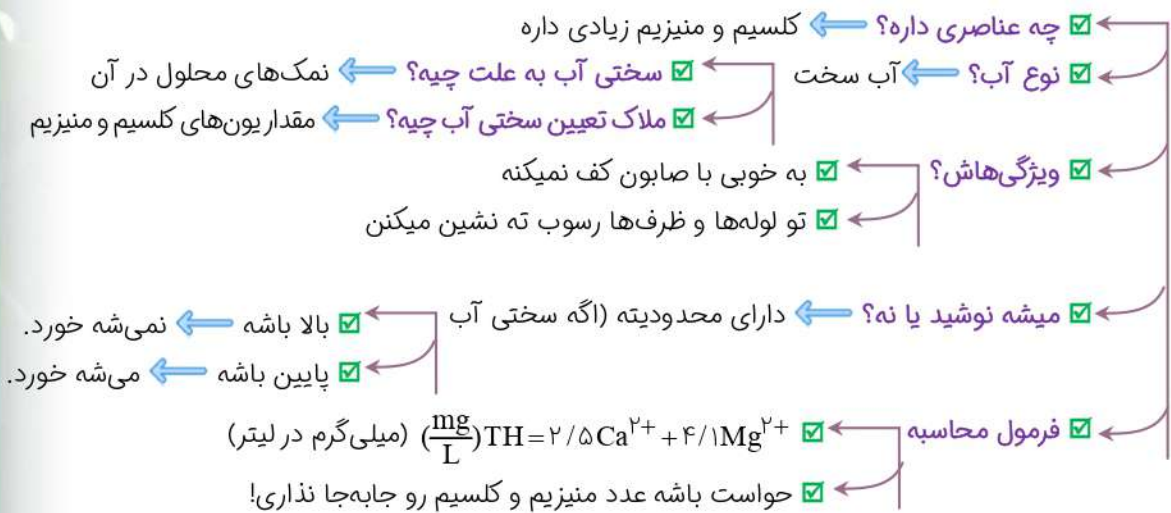 چه عناصری داره؟ کلسیم و منیزیم زیادی داره
نوع آب؟ آب سخت
سختی آب به علت چیه؟ نمک‌های محلول در آن
ملاک تعیین سختی آب چیه؟ مقدار یون‌های کلسیم و منیزیم
ویژگی‌هاش؟ به خوبی با صابون کف نمیکنه
تو لوله‌ها و ظرف‌ها رسوب ته نشین میکنن
میشه نوشید یا نه؟ دارای محدودیته (اگه سختی آب
بالا باشه نمی‌شه خورد.
پایین باشه می‌شه خورد.
فرمول محاسبه (mg/L)TH=۲/۵Ca²⁺+۴/۱Mg²⁺ (میلی‌گرم در لیتر)
حواست باشه عدد منیزیم و کلسیم رو جابه‌جا نذاری!